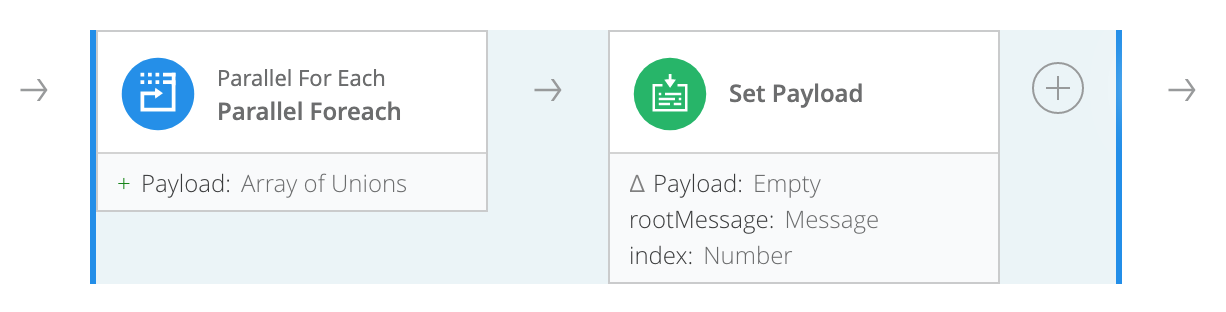 Parallel For Each
Parallel Foreach
+ Payload: Array of Unions
Set Payload
Δ Payload: Empty
rootMessage: Message
index: Number